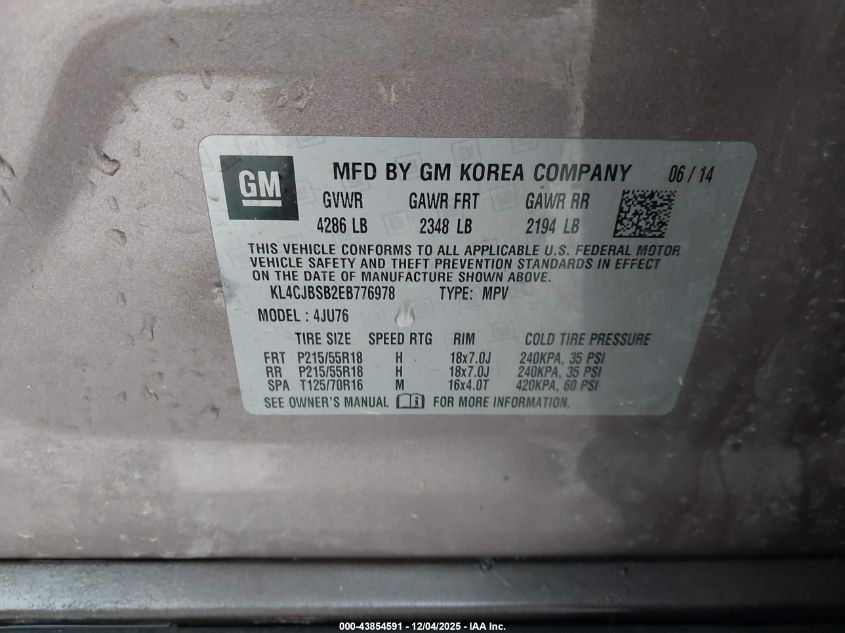 GM MFD BY GM KOREA COMPANY 06 / 14
GVWR GAWR FRT GAWR RR
4286 LB 2348 LB 2194 LB
THIS VEHICLE CONFORMS TO ALL APPLICABLE U.S. FEDERAL MOTOR
VEHICLE SAFETY AND THEFT PREVENTION STANDARDS IN EFFECT
ON THE DATE OF MANUFACTURE SHOWN ABOVE.
KL4CJBSB2EB776978 TYPE: MPV
MODEL : 4JU76
TIRE SIZE SPEED RTG RIM COLD TIRE PRESSURE
FRT P215/55R18 H 18x7.0J 240KPA, 35 PSI
RR P215/55R18 H 18x7.0J 240KPA, 35 PSI
SPA T125/70R16 M 16x4.0T 420KPA, 60 PSI
SEE OWNER'S MANUAL FOR MORE INFORMATION.
000-43854591 - 12/04/2025 - IAA Inc.